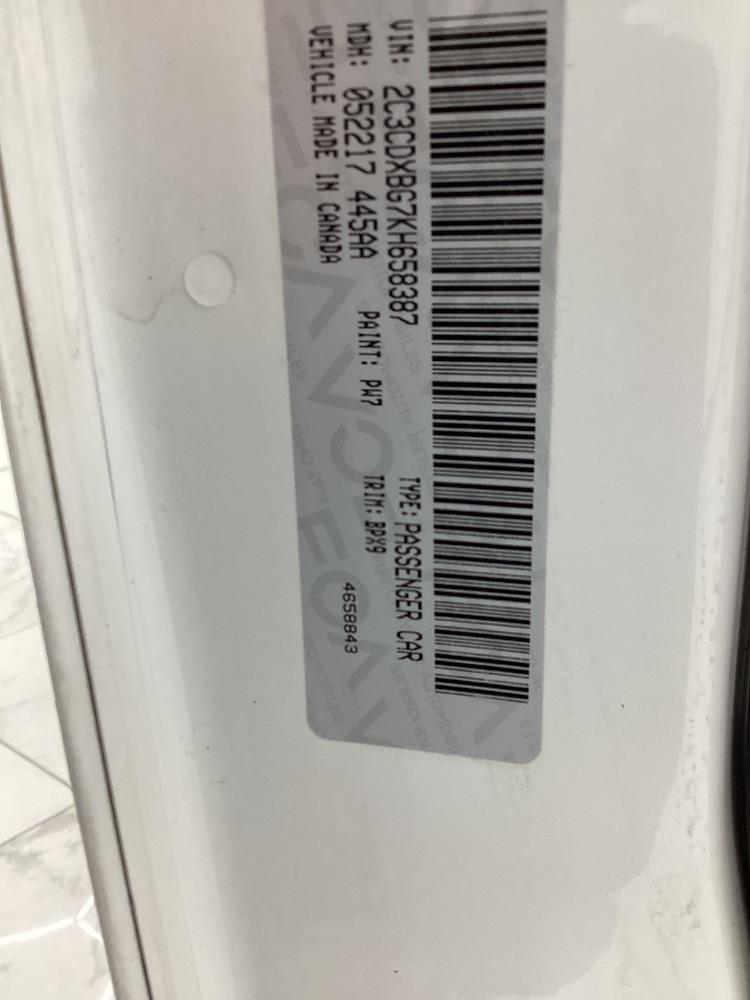 VIN: 2C3CDXBG7KH658387 TYPE: PASSENGER CAR
MDH: 052217 445AA PAINT: PW7 TRIM: BPX9
VEHICLE MADE IN CANADA 4658843